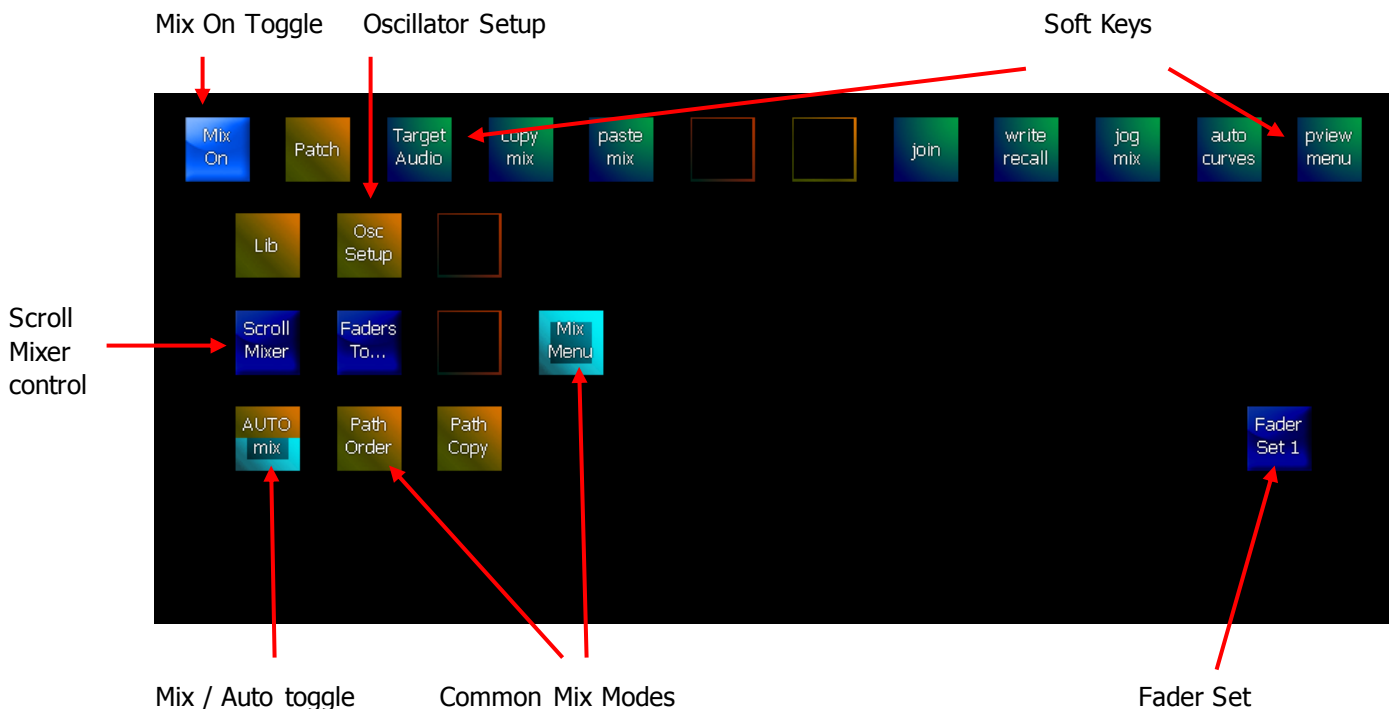 Mix On Toggle
Oscillator Setup
Soft Keys
Mix
On
Patch
Target
Audio
copy
mix
paste
mix
join
write
recall
jog
mix
auto
curves
pview
menu
Lib
Osc
Setup
Scroll
Mixer
control
Scroll
Mixer
Faders
To...
Mix
Menu
AUTO
mix
Path
Order
Path
Copy
Fader
Set 1
Mix / Auto toggle
Common Mix Modes
Fader Set